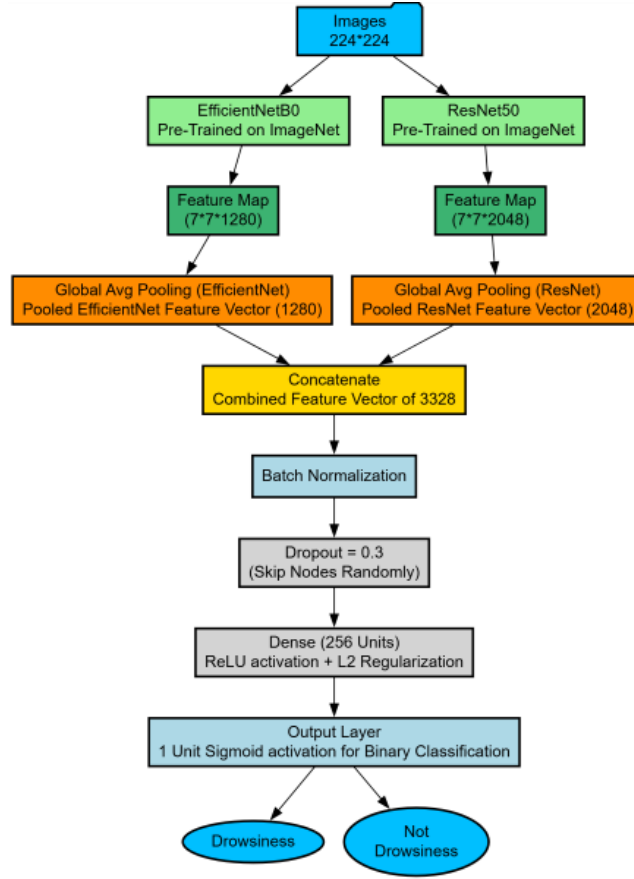 Images
224*224
EfficientNetB0
Pre-Trained on ImageNet
ResNet50
Pre-Trained on ImageNet
Feature Map
(7*7*1280)
Feature Map
(7*7*2048)
Global Avg Pooling (EfficientNet)
Pooled EfficientNet Feature Vector (1280)
Global Avg Pooling (ResNet)
Pooled ResNet Feature Vector (2048)
Concatenate
Combined Feature Vector of 3328
Batch Normalization
Dropout = 0.3
(Skip Nodes Randomly)
Dense (256 Units)
ReLU activation + L2 Regularization
Output Layer
1 Unit Sigmoid activation for Binary Classification
Drowsiness
Not
Drowsiness